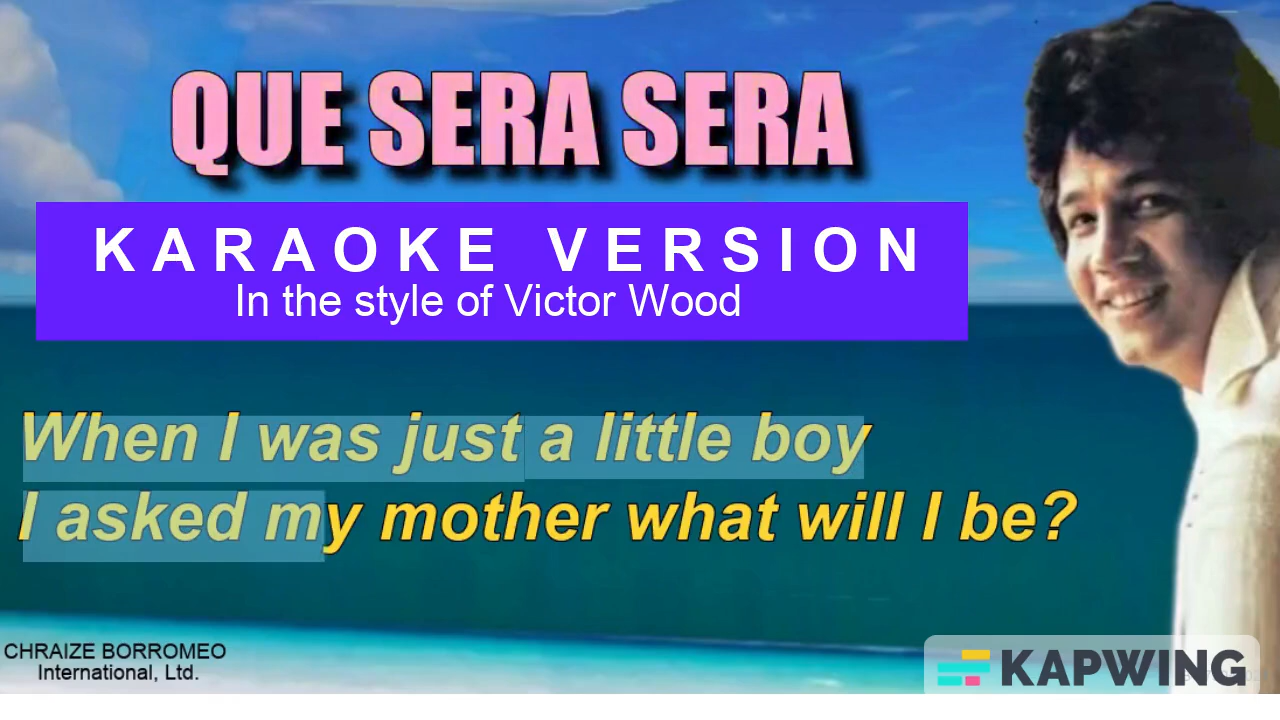 QUE SERA SERA
KARAOKE VERSION
In the style of Victor Wood
When I was just a little boy
I asked my mother what will I be?
CHRAIZE BORROMEO
International, Ltd.
KAPWING